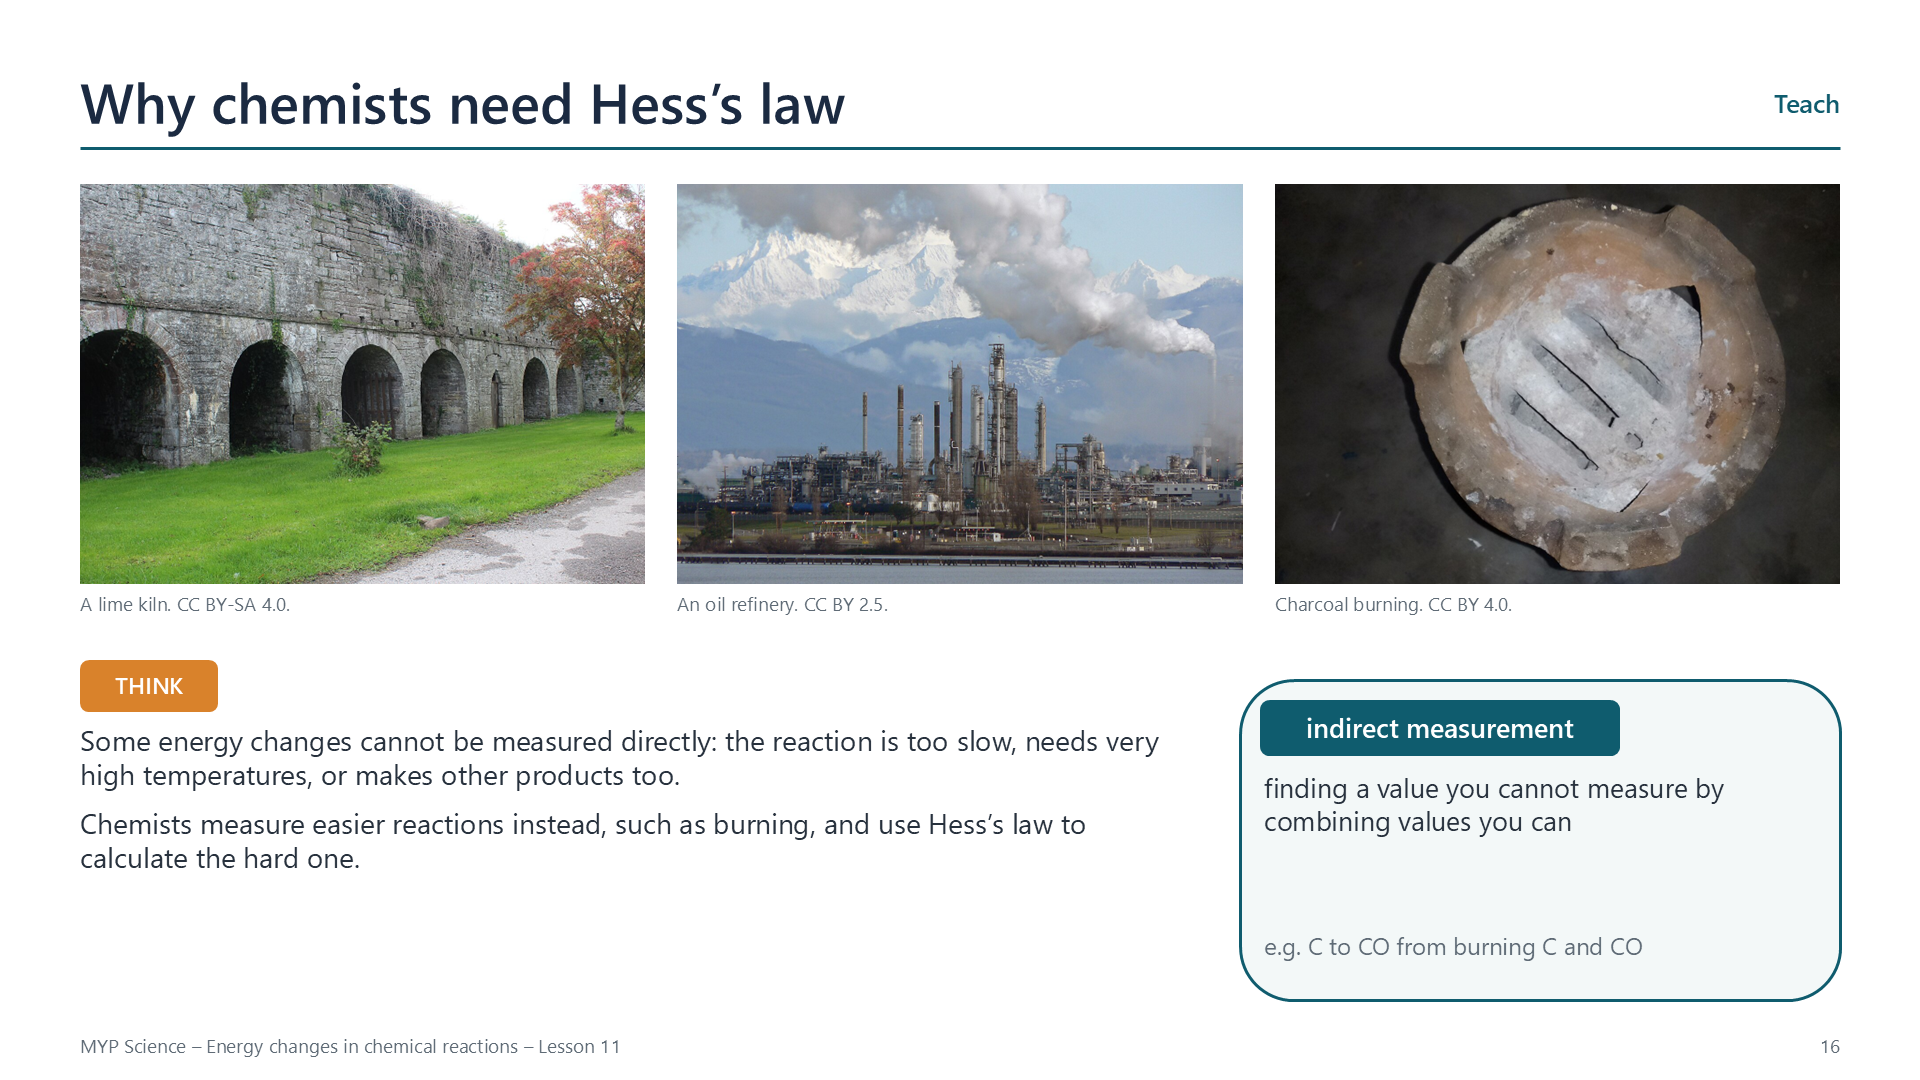 Why chemists need Hess’s law
Teach
A lime kiln. CC BY-SA 4.0.
An oil refinery. CC BY 2.5.
Charcoal burning. CC BY 4.0.
THINK
Some energy changes cannot be measured directly: the reaction is too slow, needs very
high temperatures, or makes other products too.
Chemists measure easier reactions instead, such as burning, and use Hess’s law to
calculate the hard one.
indirect measurement
finding a value you cannot measure by
combining values you can
e.g. C to CO from burning C and CO
MYP Science – Energy changes in chemical reactions – Lesson 11
16